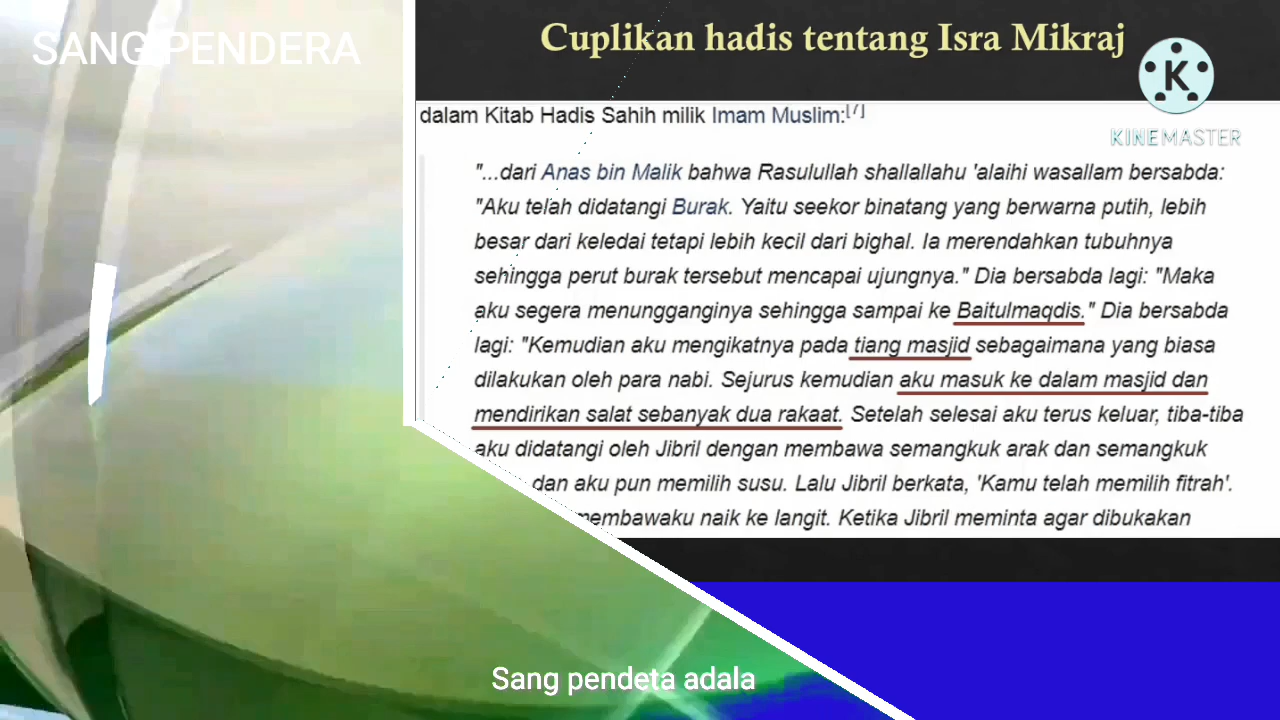 SANG PENDERA
Cuplikan hadis tentang Isra Mikraj
K
KINEMASTER
dalam Kitab Hadis Sahih milik Imam Muslim:[7]
"...dari Anas bin Malik bahwa Rasulullah shallallahu 'alaihi wasallam bersabda:
"Aku telah didatangi Burak. Yaitu seekor binatang yang berwarna putih, lebih
besar dari keledai tetapi lebih kecil dari bighal. Ia merendahkan tubuhnya
sehingga perut burak tersebut mencapai ujungnya." Dia bersabda lagi: "Maka
aku segera menungganginya sehingga sampai ke Baitulmaqdis." Dia bersabda
lagi: "Kemudian aku mengikatnya pada tiang masjid sebagaimana yang biasa
dilakukan oleh para nabi. Sejurus kemudian aku masuk ke dalam masjid dan
mendirikan salat sebanyak dua rakaat. Setelah selesai aku terus keluar, tiba-tiba
aku didatangi oleh Jibril dengan membawa semangkuk arak dan semangkuk
dan aku pun memilih susu. Lalu Jibril berkata, 'Kamu telah memilih fitrah'.
membawaku naik ke langit. Ketika Jibril meminta agar dibukakan
Sang pendeta adala